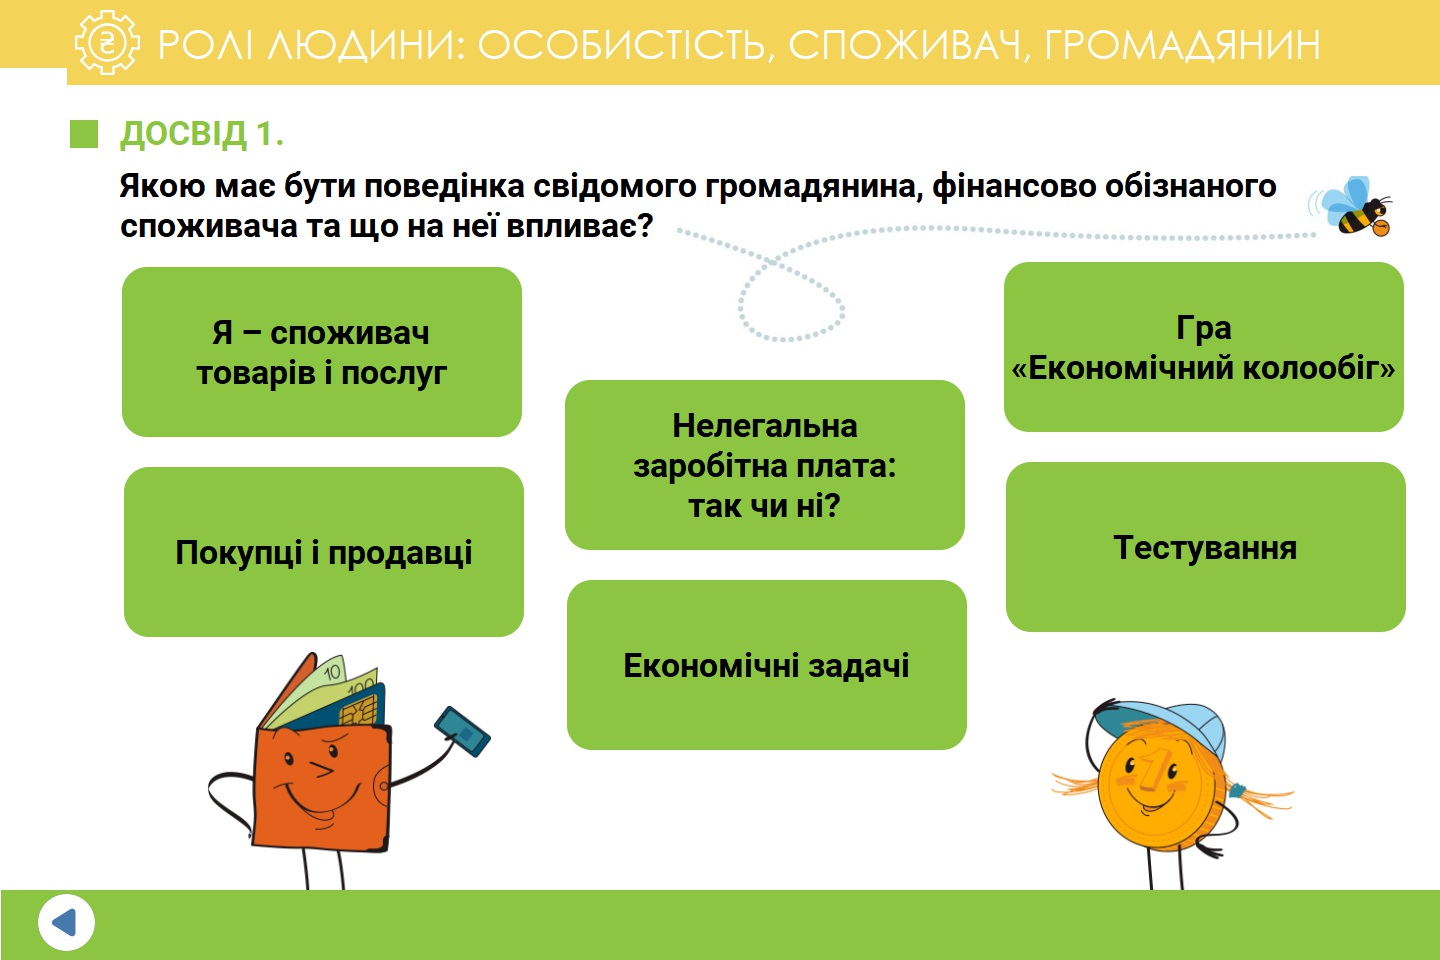 РОЛІ ЛЮДИНИ: ОСОБИСТІСТЬ, СПОЖИВАЧ, ГРОМАДЯНИН
ДОСВІД 1.
Якою має бути поведінка свідомого громадянина, фінансово обізнаного
споживача та що на неї впливає?
Я – споживач
товарів і послуг
Покупці і продавці
Нелегальна
заробітна плата:
так чи ні?
Економічні задачі
Гра
«Економічний колообіг»
Тестування
10
100
1